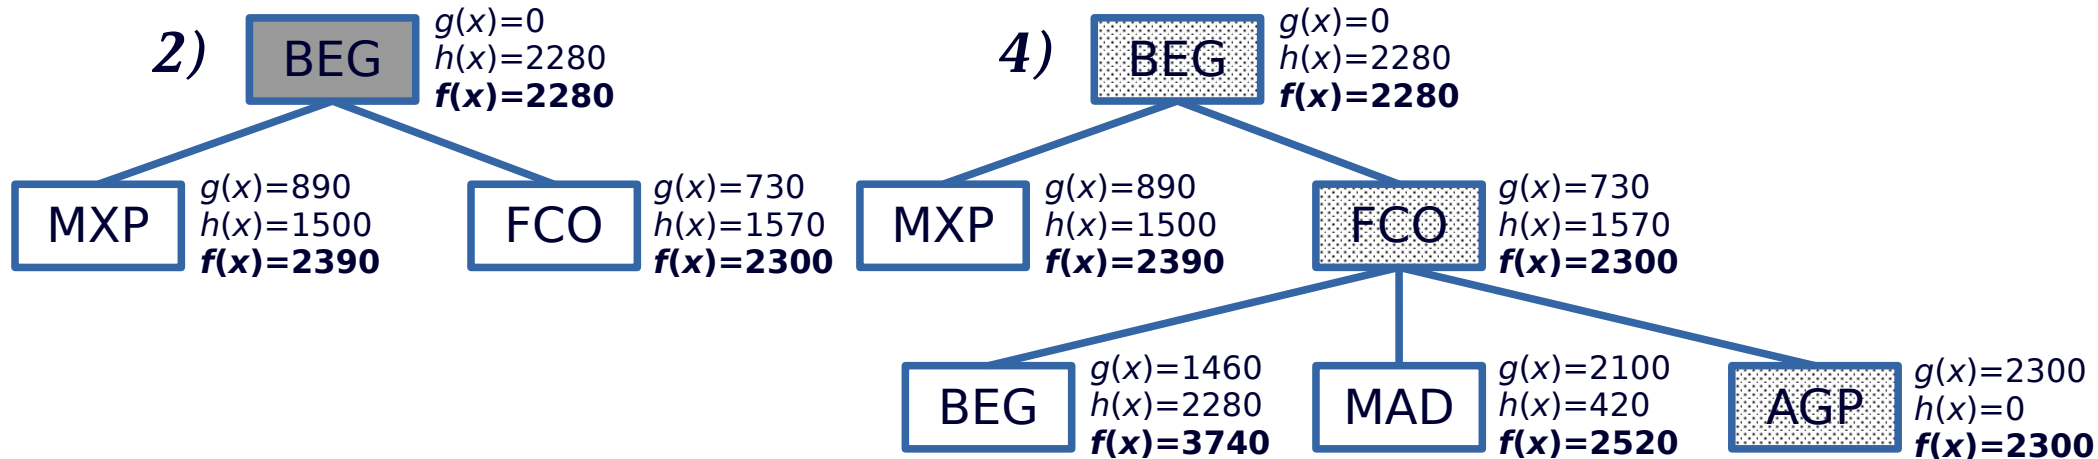 2)
BEG
g(x)=0
h(x)=2280
f(x)=2280
MXP
g(x)=890
h(x)=1500
f(x)=2390
FCO
g(x)=730
h(x)=1570
f(x)=2300
4)
BEG
g(x)=0
h(x)=2280
f(x)=2280
MXP
g(x)=890
h(x)=1500
f(x)=2390
FCO
g(x)=730
h(x)=1570
f(x)=2300
BEG
g(x)=1460
h(x)=2280
f(x)=3740
MAD
g(x)=2100
h(x)=420
f(x)=2520
AGP
g(x)=2300
h(x)=0
f(x)=2300